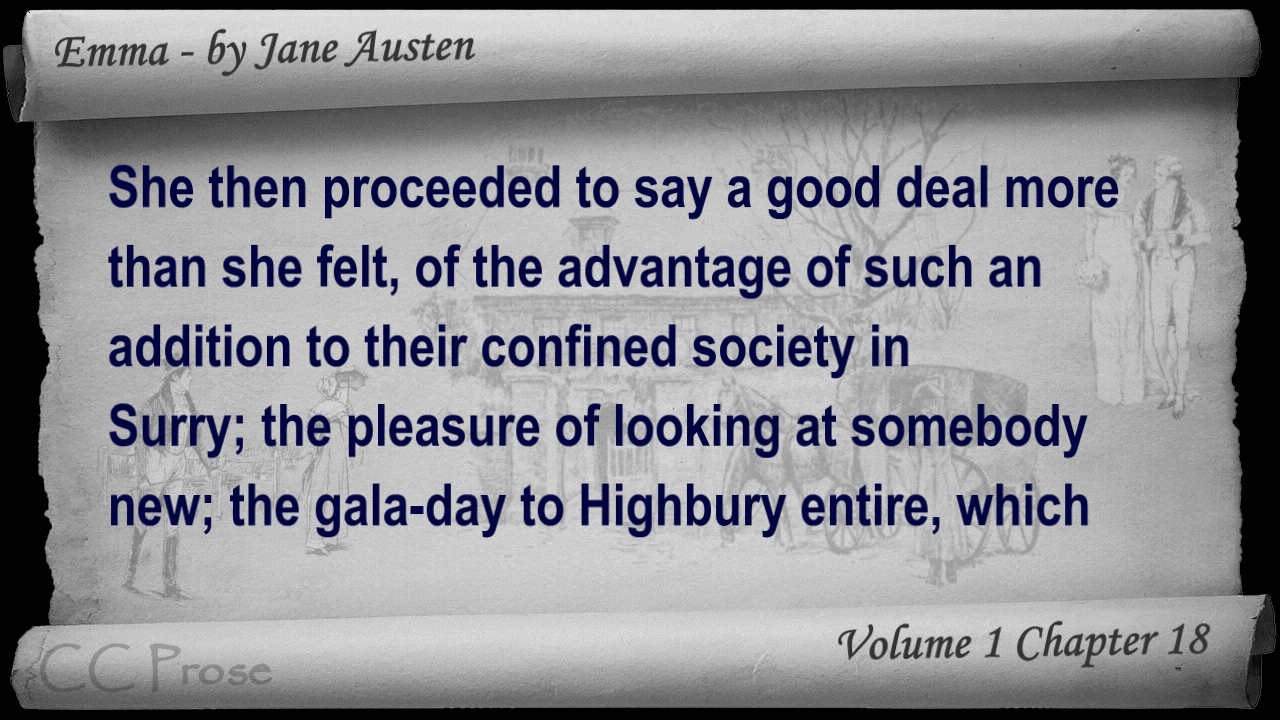 Emma - by Jane Austen
She then proceeded to say a good deal more
than she felt, of the advantage of such an
addition to their confined society in
Surry; the pleasure of looking at somebody
new; the gala-day to Highbury entire, which
Volume 1 Chapter 18
CC Prose